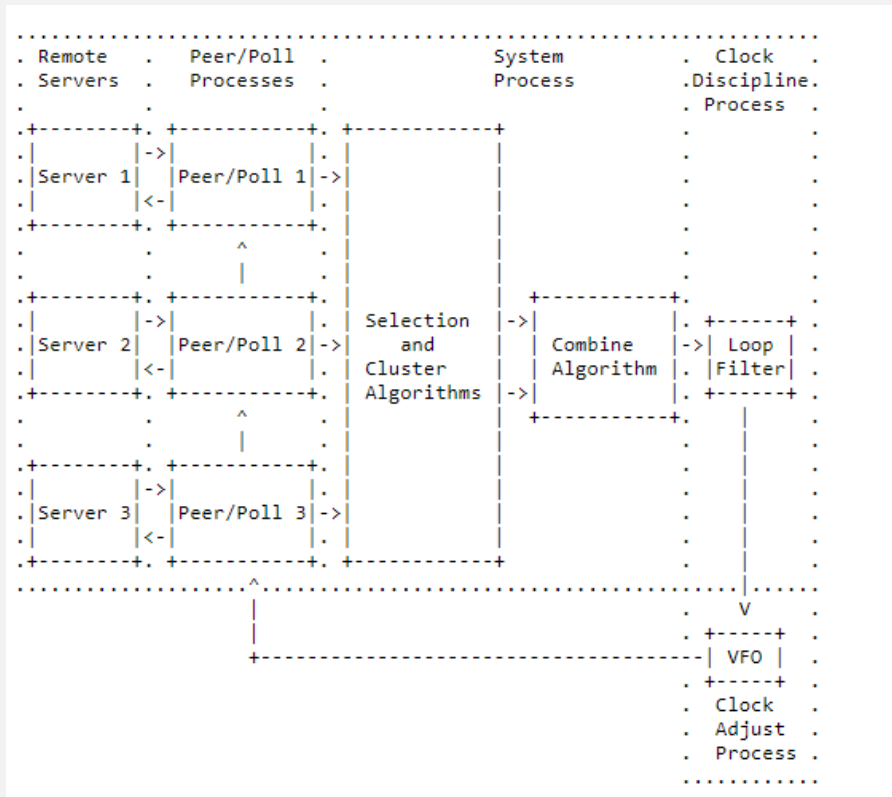 Remote Peer/Poll System Clock
Servers Processes Process Discipline
Process
Server 1 Peer/Poll 1
Selection
Server 2 Peer/Poll 2 and Combine Loop
Cluster Algorithm Filter
Algorithms
Server 3 Peer/Poll 3
V
VFO
Clock
Adjust
Process